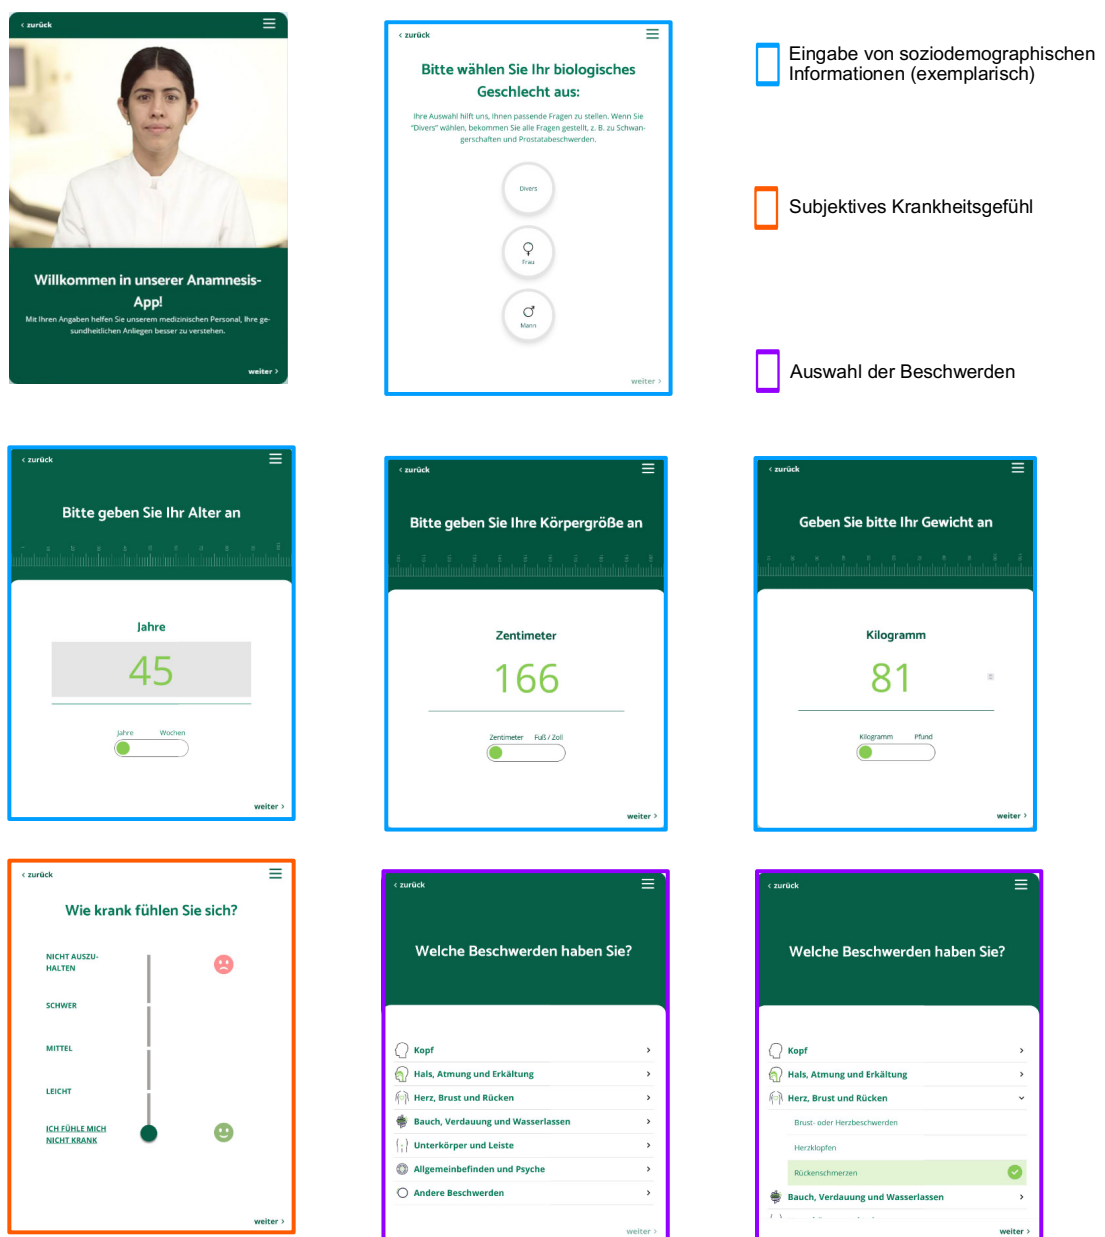 < zurück
Willkommen in unserer Anamnesis-
App!
Mit Ihren Angaben helfen Sie unserem medizinischen Personal, Ihre ge-
sundheitlichen Anliegen besser zu verstehen.
weiter >
< zurück
Bitte wählen Sie Ihr biologisches
Geschlecht aus:
Ihre Auswahl hilft uns, Ihnen passende Fragen zu stellen. Wenn Sie
"Divers" wählen, bekommen Sie alle Fragen gestellt, z. B. zu Schwan-
gerschaften und Prostatabeschwerden.
Divers
Frau
Mann
weiter >
Eingabe von soziodemographischen
Informationen (exemplarisch)
Subjektives Krankheitsgefühl
Auswahl der Beschwerden
< zurück
Bitte geben Sie Ihr Alter an
Jahre
45
Jahre Wochen
weiter >
< zurück
Bitte geben Sie Ihre Körpergröße an
Zentimeter
166
Zentimeter Fuß / Zoll
weiter >
< zurück
Geben Sie bitte Ihr Gewicht an
Kilogramm
81
Kilogramm Pfund
weiter >
< zurück
Wie krank fühlen Sie sich?
NICHT AUSZU-
HALTEN
SCHWER
MITTEL
LEICHT
ICH FÜHLE MICH
NICHT KRANK
weiter >
< zurück
Welche Beschwerden haben Sie?
Kopf >
Hals, Atmung und Erkältung >
Herz, Brust und Rücken >
Bauch, Verdauung und Wasserlassen >
Unterkörper und Leiste >
Allgemeinbefinden und Psyche >
Andere Beschwerden >
weiter >
< zurück
Welche Beschwerden haben Sie?
Kopf >
Hals, Atmung und Erkältung >
Herz, Brust und Rücken
Brust- oder Herzbeschwerden
Herzklopfen
Rückenschmerzen
Bauch, Verdauung und Wasserlassen >
weiter >